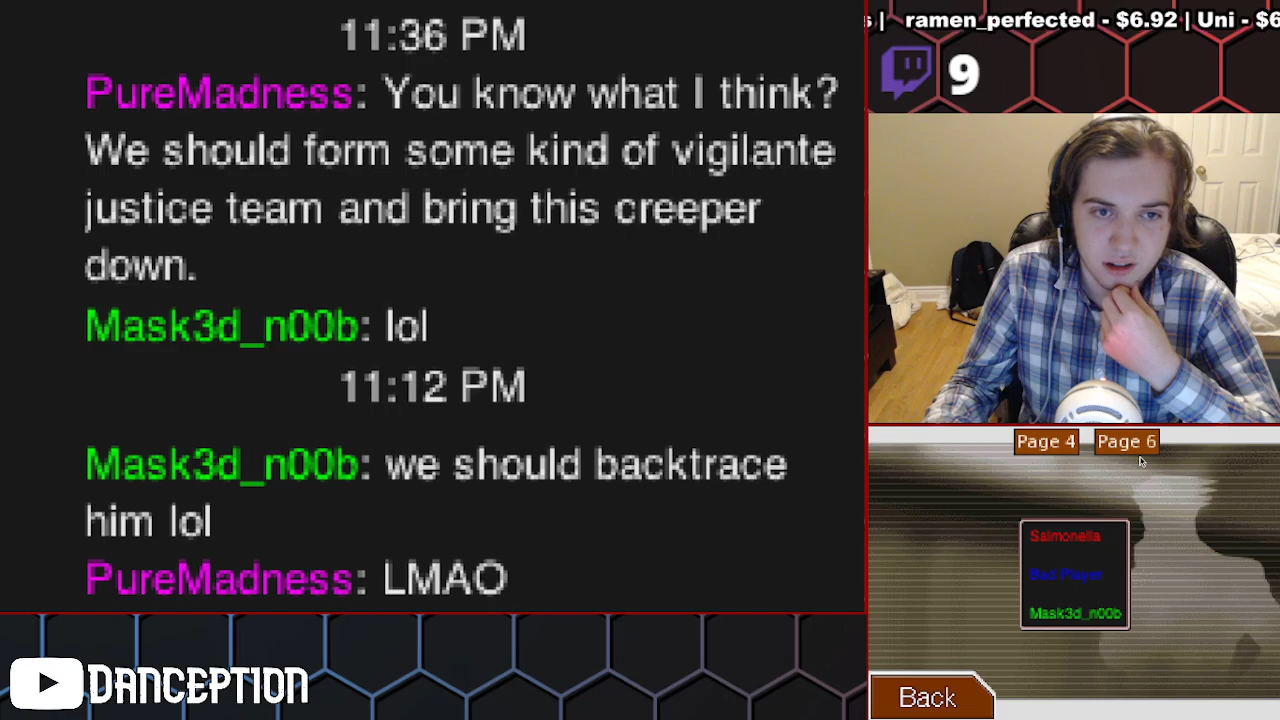 11:36 PM
PureMadness: You know what I think?
We should form some kind of vigilante
justice team and bring this creeper
down.
Mask3d_n00b: lol
11:12 PM
Mask3d_n00b: we should backtrace
him lol
PureMadness: LMAO
DANCEPTION
s | ramen_perfected - $6.92 | Uni - $6
9
Page 4 Page 6
Salmonella
Bad Player
Mask3d_n00b
Back